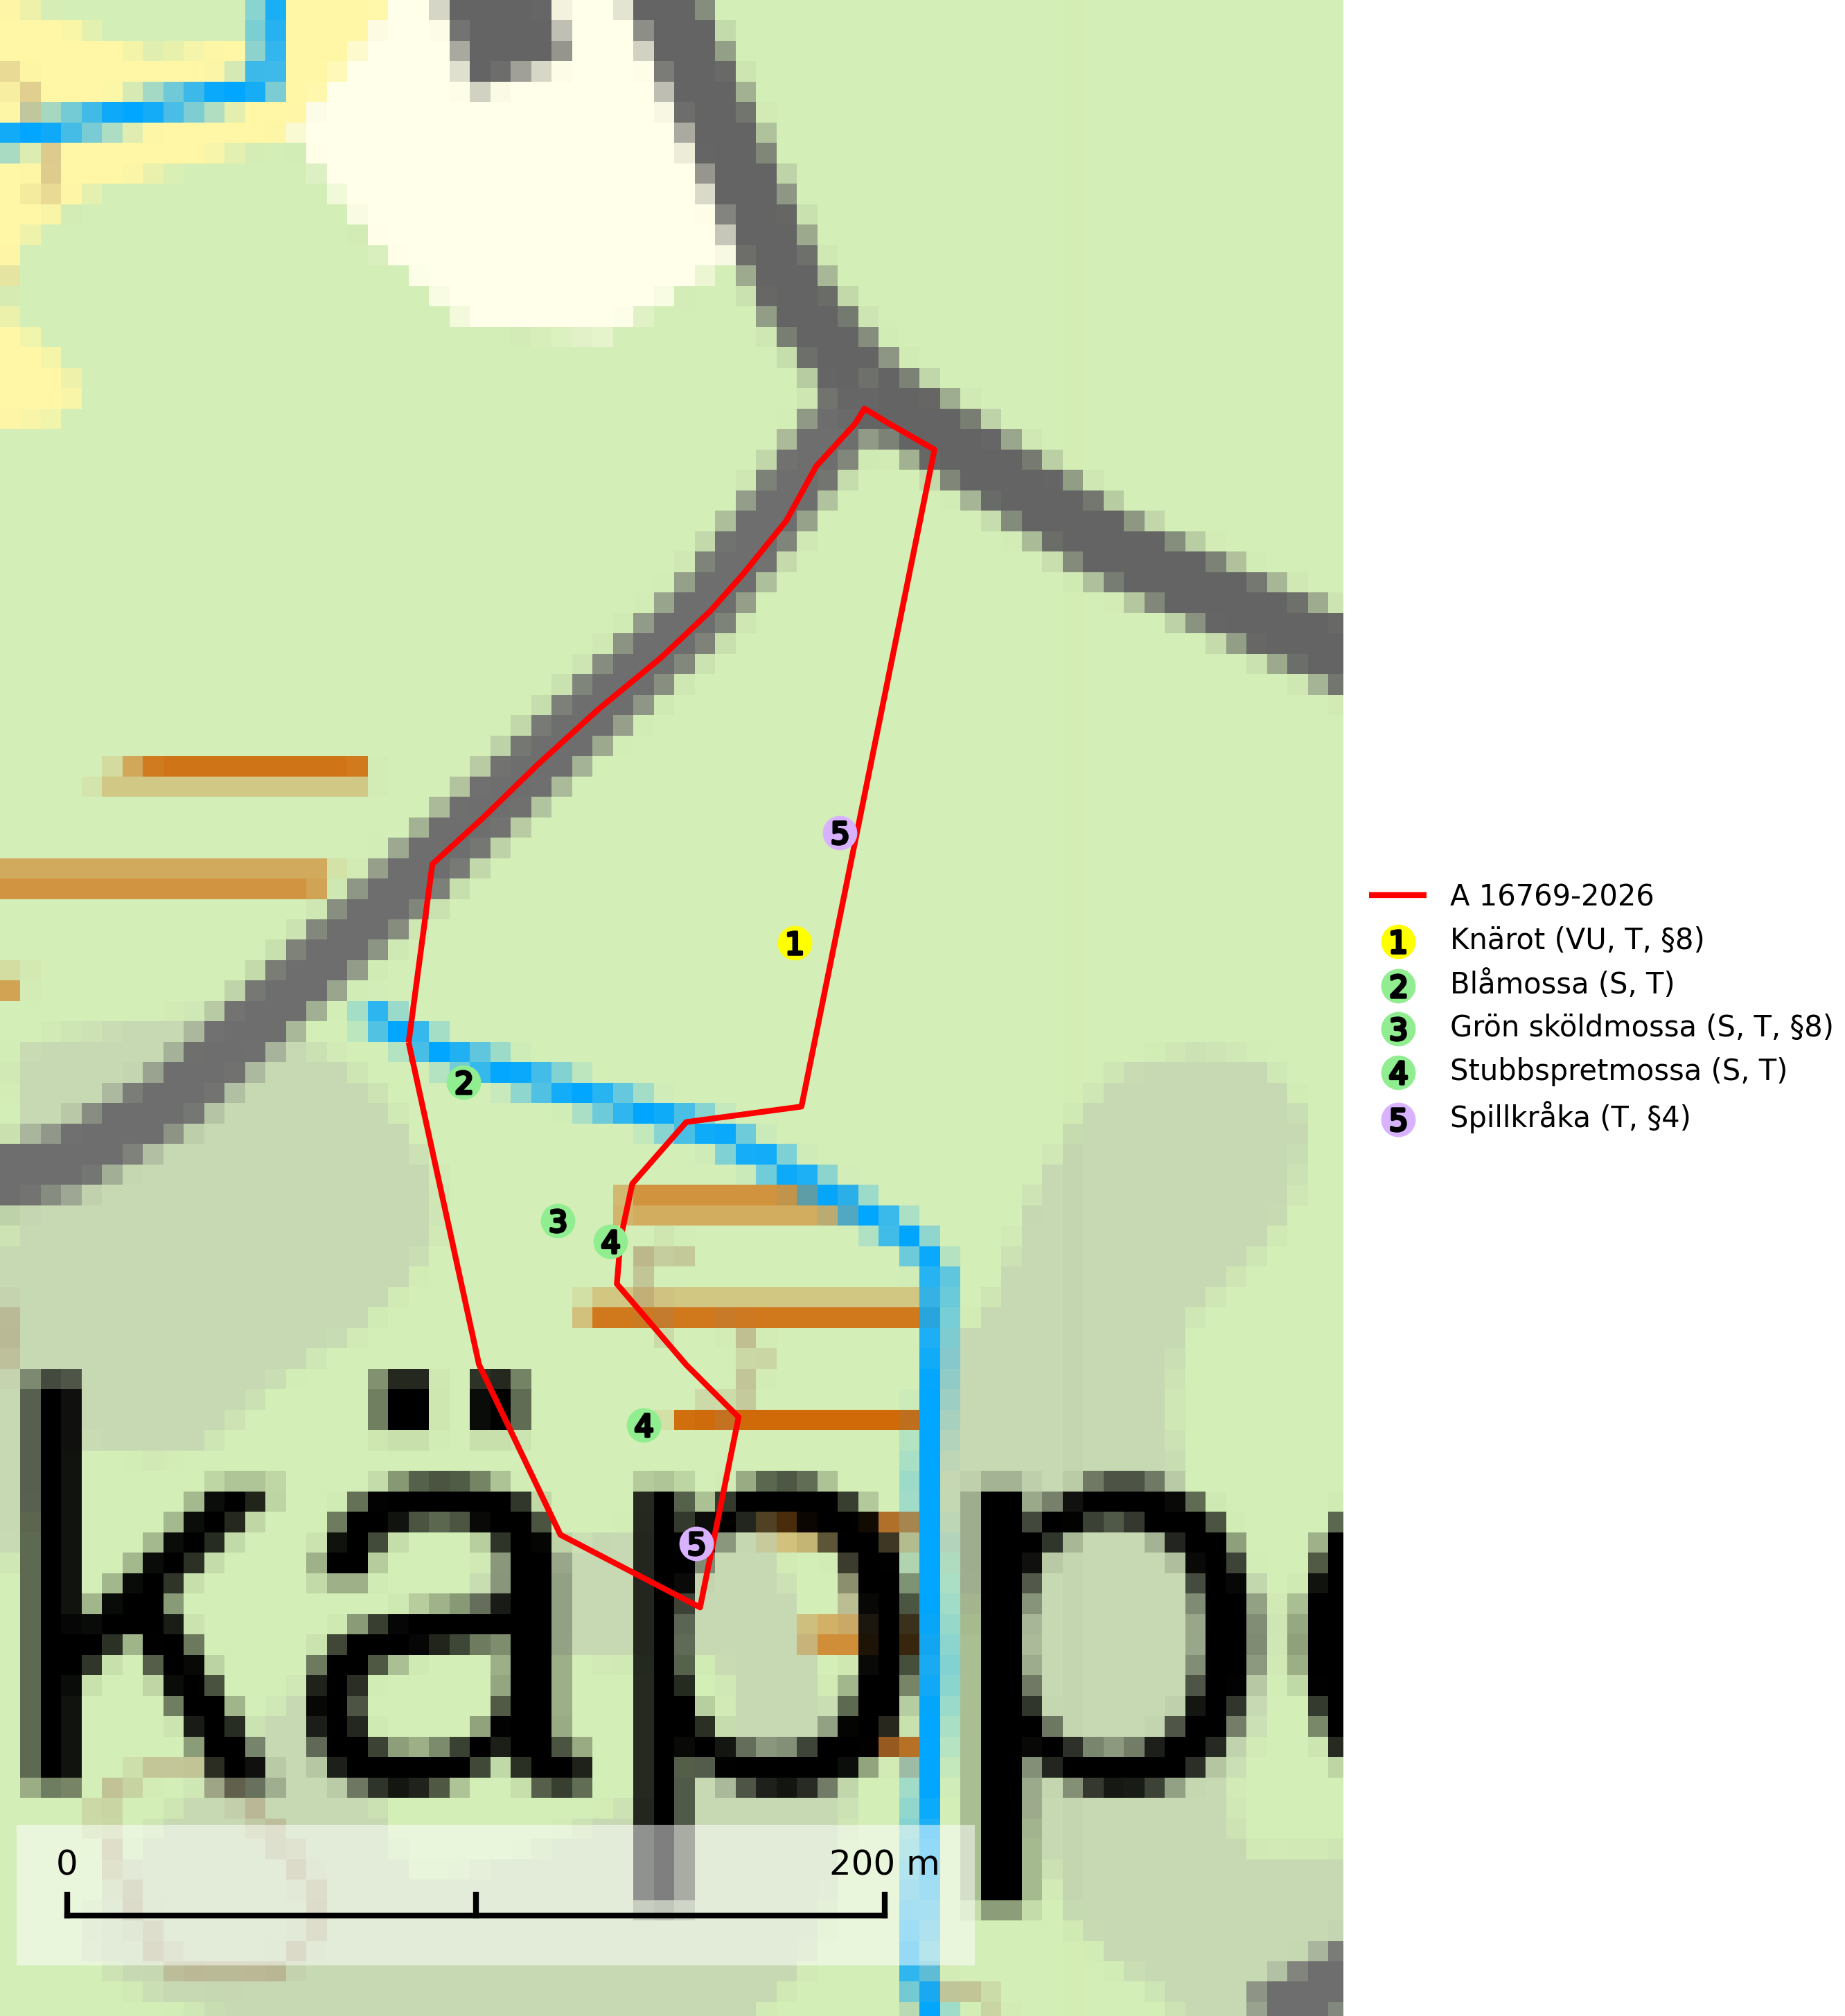 5
1
2
3
4
4
5
käpp
0
200 m
A 16769-2026
1 Knärot (VU, T, §8)
2 Blåmossa (S, T)
3 Grön sköldmossa (S, T, §8)
4 Stubbspretmossa (S, T)
5 Spillkråka (T, §4)